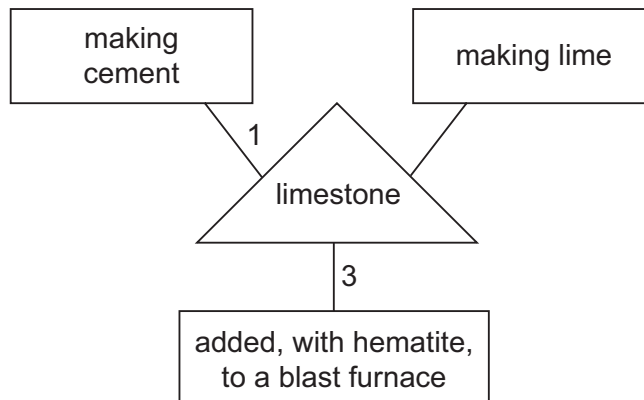 making
cement
making lime
1
limestone
3
added, with hematite,
to a blast furnace